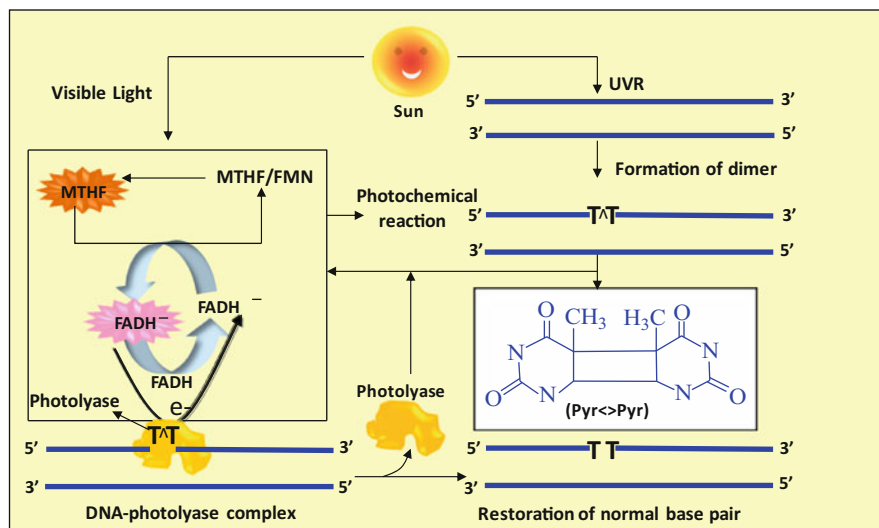 Sun
Visible Light
UVR
5’ 3’
3’ 5’
Formation of dimer
MTHF
MTHF/FMN
Photochemical
reaction
5’ T^T 3’
3’ 5’
FADH⁻
FADH ⁻
FADH
e-
Photolyase
Photolyase
O CH₃ H₃C O
N N
O N N O
(Pyr<>Pyr)
5’ T^T 3’
3’ 5’
DNA-photolyase complex
5’ T T 3’
3’ 5’
Restoration of normal base pair